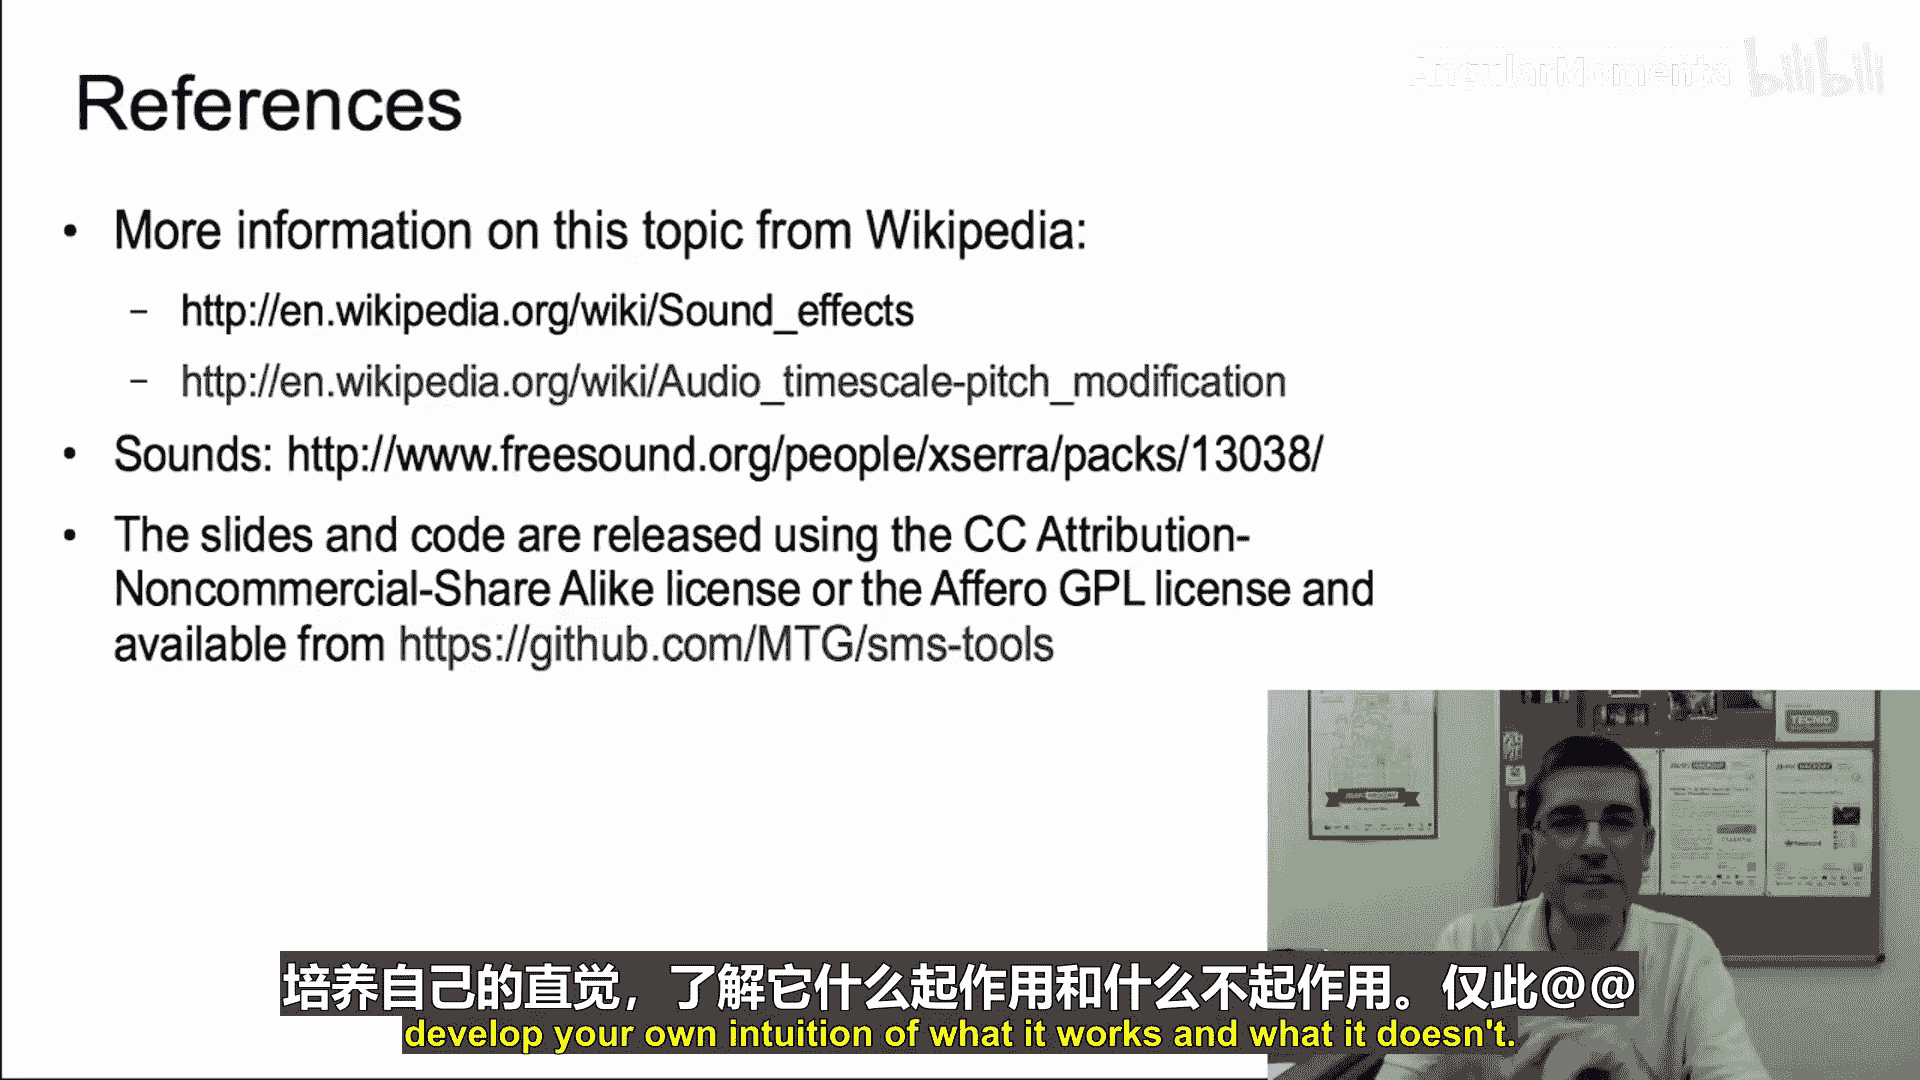 AngularMomenta bilibili
References
• More information on this topic from Wikipedia:
– http://en.wikipedia.org/wiki/Sound_effects
– http://en.wikipedia.org/wiki/Audio_timescale-pitch_modification
• Sounds: http://www.freesound.org/people/xserra/packs/13038/
• The slides and code are released using the CC Attribution-
Noncommercial-Share Alike license or the Affero GPL license and
available from https://github.com/MTG/sms-tools
TECNIO
培养自己的直觉，了解它什么起作用和什么不起作用。仅此@@
develop your own intuition of what it works and what it doesn't.